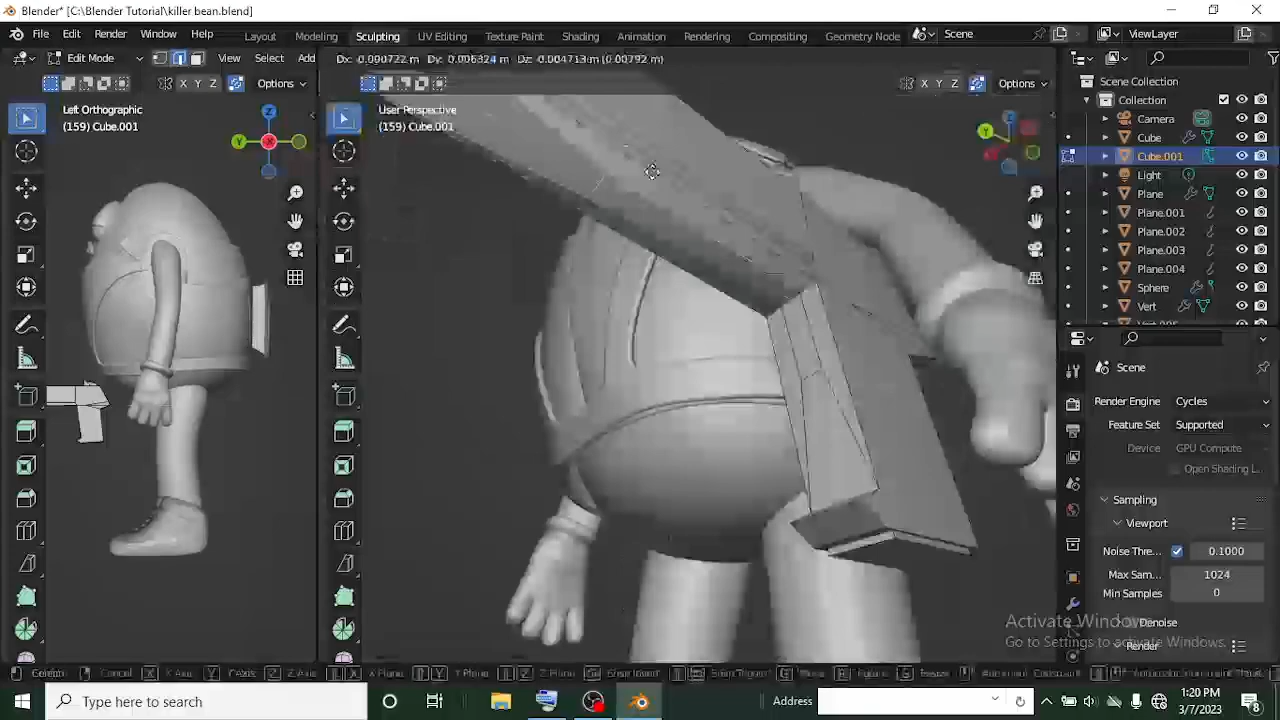 Blender* [C:\Blender Tutorial\killer bean.blend]
File Edit Render Window Help Layout Modeling Sculpting UV Editing Texture Paint Shading Animation Rendering Compositing Geometry Node Scene ViewLayer
Edit Mode View Select Add
X Y Z Options
X Y Z Options
Left Orthographic
(159) Cube.001
User Perspective
(159) Cube.001
Scene Collection
Collection
Camera
Cube
Cube.001
Light
Plane
Plane.001
Plane.002
Plane.003
Plane.004
Sphere
Vert
Scene
Render Engine Cycles
Feature Set Supported
Device GPU Compute
Open Shading L..
Sampling
Viewport
Noise Thre... 0.1000
Max Sam... 1024
Min Samples 0
Denoise
Render
Activate Windows
Go to Settings to activate Windows.
Type here to search
Address
1:20 PM
3/7/2023
8